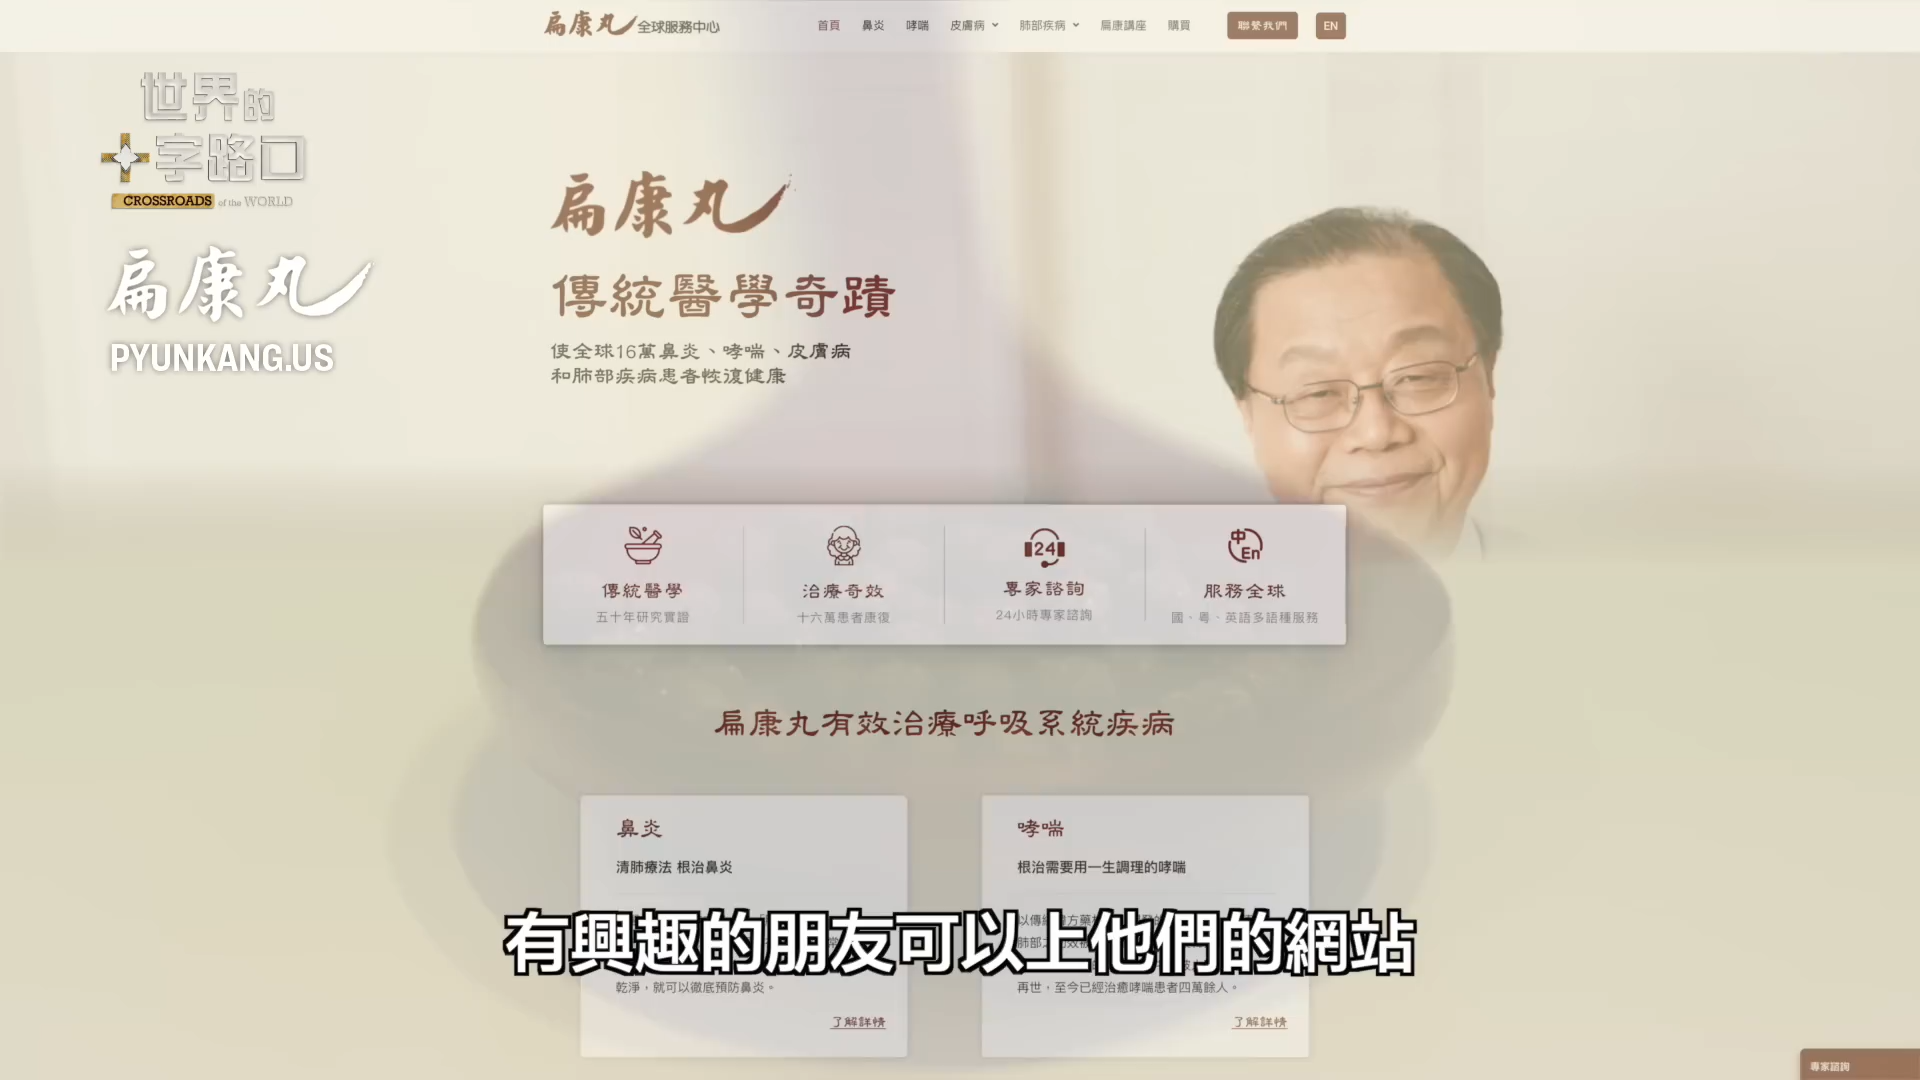 扁康丸 全球服務中心
首頁 鼻炎 哮喘 皮膚病 肺部疾病 扁康講座 購買 聯繫我們 EN
世界的
十字路口
CROSSROADS of the WORLD
扁康丸
PYUNKANG.US
扁康丸
傳統醫學奇蹟
使全球16萬鼻炎、哮喘、皮膚病
和肺部疾病患者恢復健康
傳統醫學
五十年研究實證
治療奇效
十六萬患者康復
24
專家諮詢
24小時專家諮詢
中 En
服務全球
國、粵、英語多語種服務
扁康丸有效治療呼吸系統疾病
鼻炎
清肺療法 根治鼻炎
乾淨,就可以徹底預防鼻炎。
了解詳情
哮喘
根治需要用一生調理的哮喘
再世,至今已經治癒哮喘患者四萬餘人。
了解詳情
有興趣的朋友可以上他們的網站
專家諮詢